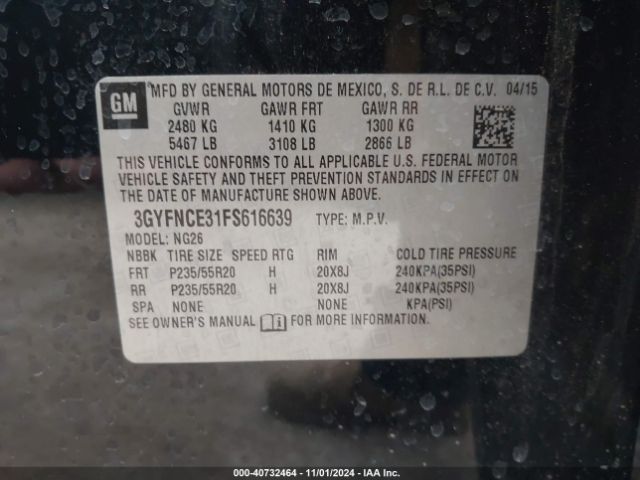 GM
MFD BY GENERAL MOTORS DE MEXICO, S. DE R.L. DE C.V. 04/15
GVWR GAWR FRT GAWR RR
2480 KG 1410 KG 1300 KG
5467 LB 3108 LB 2866 LB
THIS VEHICLE CONFORMS TO ALL APPLICABLE U.S. FEDERAL MOTOR
VEHICLE SAFETY AND THEFT PREVENTION STANDARDS IN EFFECT ON
THE DATE OF MANUFACTURE SHOWN ABOVE.
3GYFNCE31FS616639 TYPE: M.P.V.
MODEL: NG26
NBBK TIRE SIZE SPEED RTG RIM COLD TIRE PRESSURE
FRT P235/55R20 H 20X8J 240KPA(35PSI)
RR P235/55R20 H 20X8J 240KPA(35PSI)
SPA NONE NONE KPA(PSI)
SEE OWNER'S MANUAL FOR MORE INFORMATION.
000-40732464 - 11/01/2024 - IAA Inc.